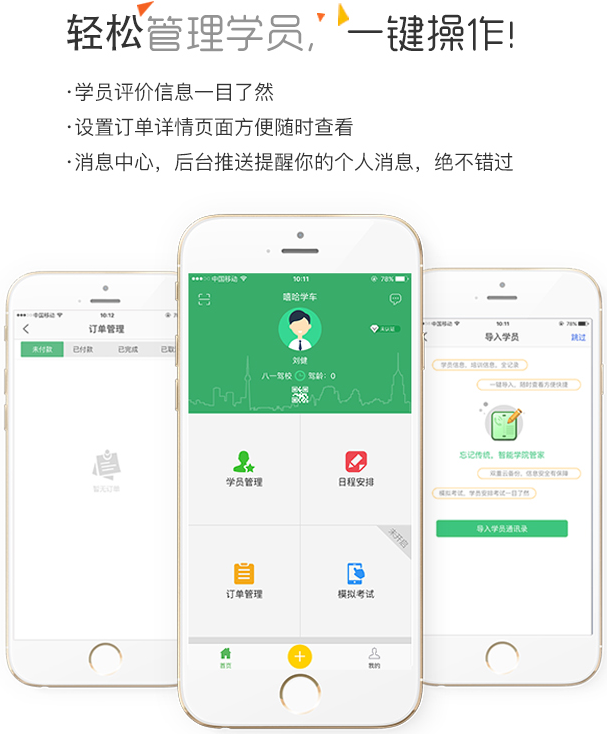 轻松管理学员，一键操作!
·学员评价信息一目了然
·设置订单详情页面方便随时查看
·消息中心，后台推送提醒你的个人消息，绝不错过
中国移动 10:12
订单管理
未付款 已付款 已完成 已取
暂无订单
中国移动 10:11 78%
嘻哈学车
未认证
刘健
八一驾校 驾龄：0
学员管理 日程安排
未开启
订单管理 模拟考试
首页 我的
中国移动 10:11 78%
导入学员 跳过
学员信息、培训信息、全记录
一键导入、随时查看方便快捷
忘记传统，智能学院管家
双重云备份，信息安全有保障
模拟考试、学员安排考试一目了然
导入学员通讯录